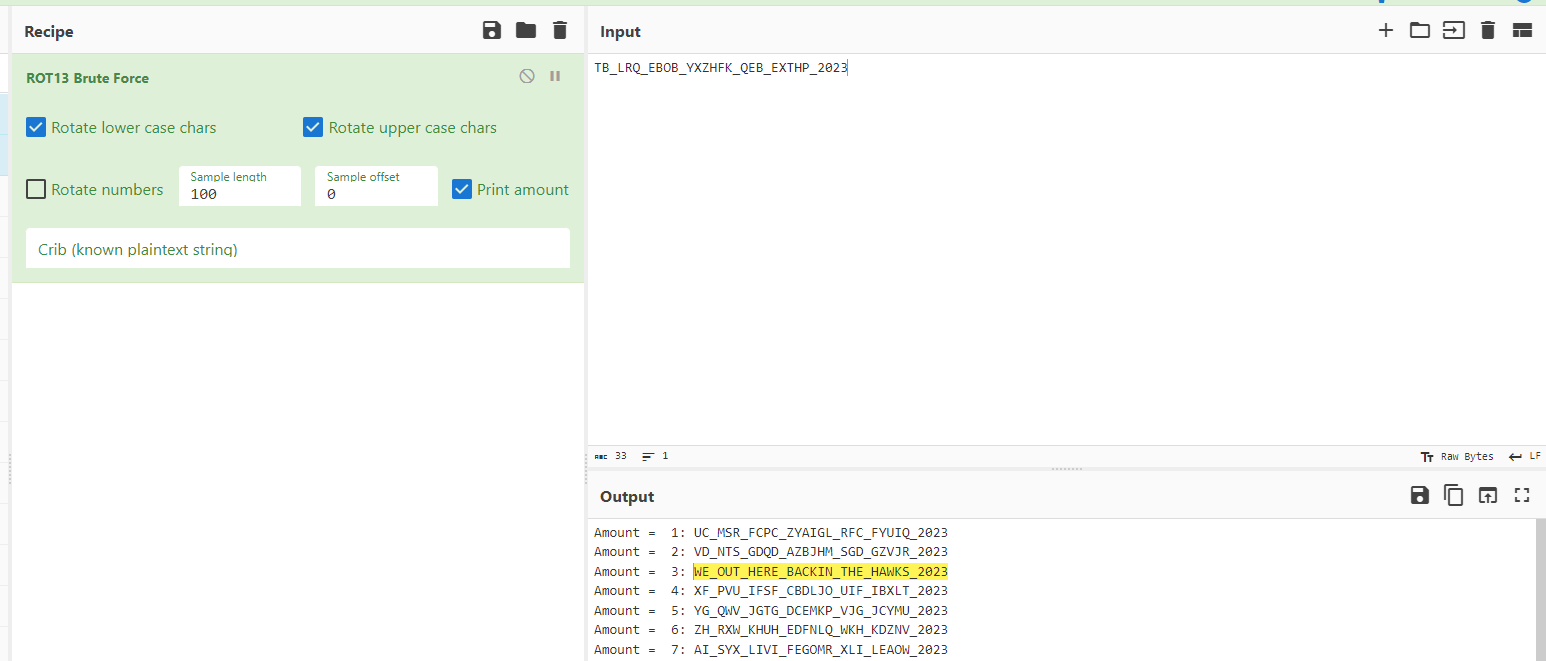 Recipe
ROT13 Brute Force
Rotate lower case chars
Rotate upper case chars
Rotate numbers
Sample length
100
Sample offset
0
Print amount
Crib (known plaintext string)
Input
TB_LRQ_EBOB_YXZHFK_QEB_EXTHP_2023
REC 33 1
Raw Bytes LF
Output
Amount = 1: UC_MSR_FCPC_ZYAIGL_RFC_FYUIQ_2023
Amount = 2: VD_NTS_GDQD_AZBJHM_SGD_GZVJR_2023
Amount = 3: WE_OUT_HERE_BACKIN_THE_HAWKS_2023
Amount = 4: XF_PVU_IFSF_CBDLJO_UIF_IBXLT_2023
Amount = 5: YG_QWV_JGTG_DCEMKP_VJG_JCYMU_2023
Amount = 6: ZH_RXW_KHUH_EDFNLQ_WKH_KDZNV_2023
Amount = 7: AI_SYX_LIVI_FEGOMR_XLI_LEAOW_2023